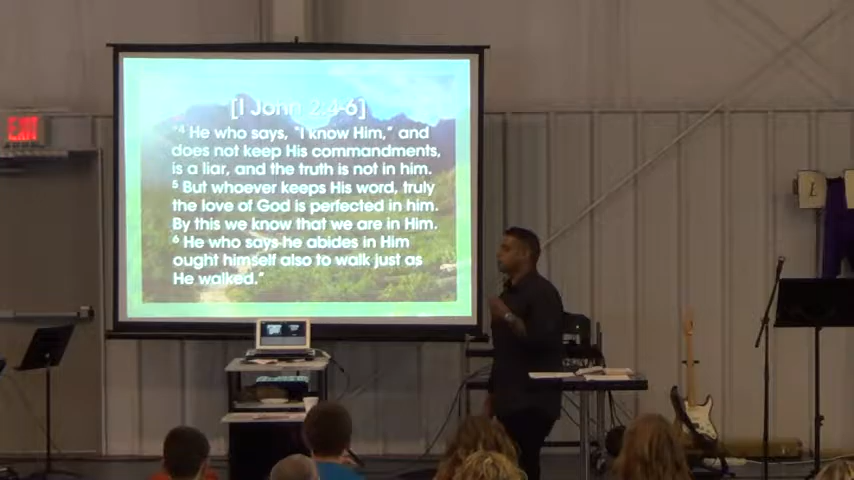 [I John 2.4-6]
"4 He who says, "I know Him," and
does not keep His commandments,
is a liar, and the truth is not in him.
5 But whoever keeps His word, truly
the love of God is perfected in him.
By this we know that we are in Him.
6 He who says he abides in Him
ought himself also to walk just as
He walked."
EXIT
L